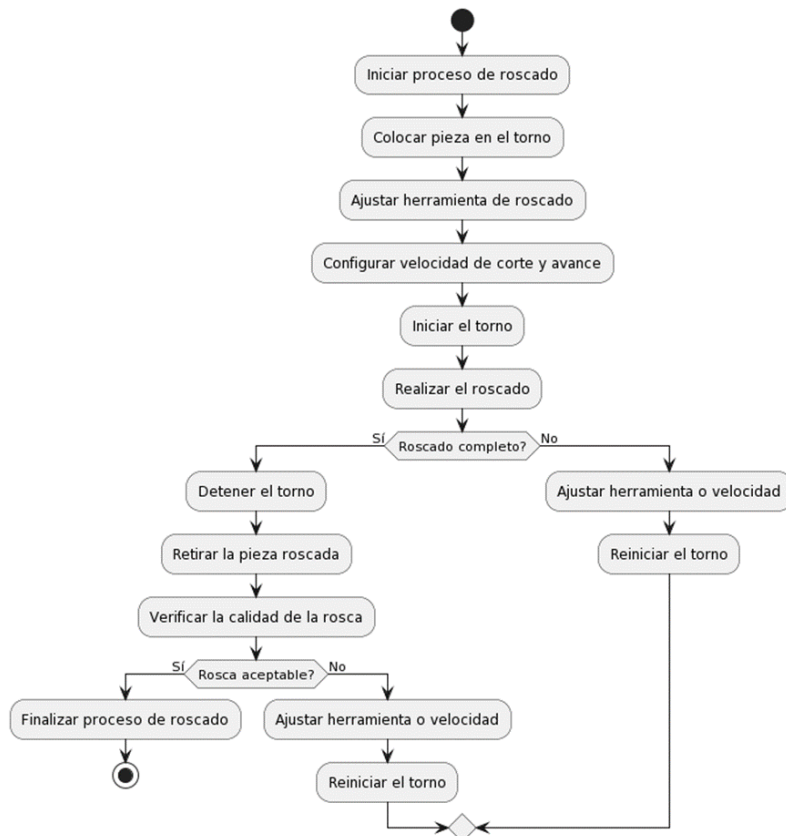 Iniciar proceso de roscado
Colocar pieza en el torno
Ajustar herramienta de roscado
Configurar velocidad de corte y avance
Iniciar el torno
Realizar el roscado
Sí
Roscado completo?
No
Detener el torno
Retirar la pieza roscada
Verificar la calidad de la rosca
Sí
Rosca aceptable?
No
Finalizar proceso de roscado
Ajustar herramienta o velocidad
Reiniciar el torno
Ajustar herramienta o velocidad
Reiniciar el torno